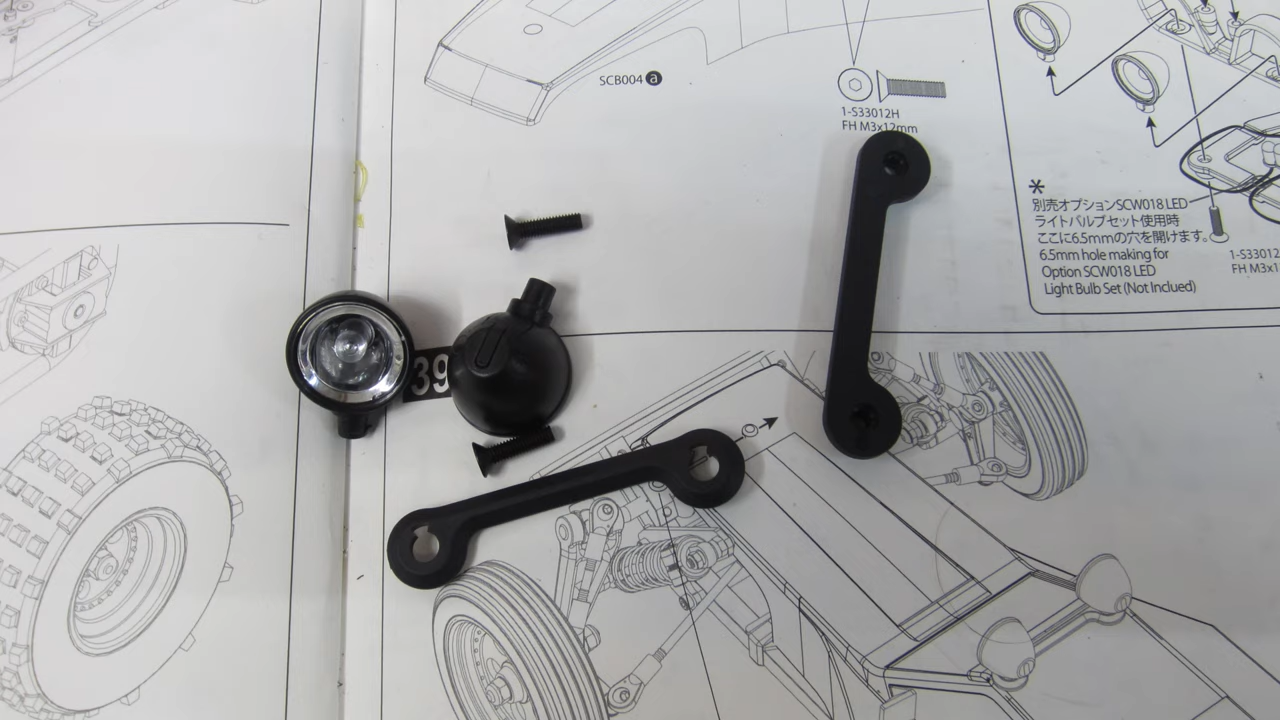 SCB004 a
1-S33012H
FH M3x12mm
*
別売オプションSCW018 LED
ライトバルブセット使用時
ここに6.5mmの穴を開けます。
6.5mm hole making for
Option SCW018 LED
Light Bulb Set (Not Inclued)
1-S33012
FH M3x1
39